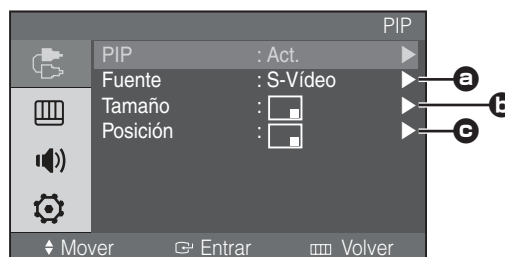 PIP
PIP : Act.
Fuente : S-Vídeo a
Tamaño : b
Posición : c
Mover Entrar Volver